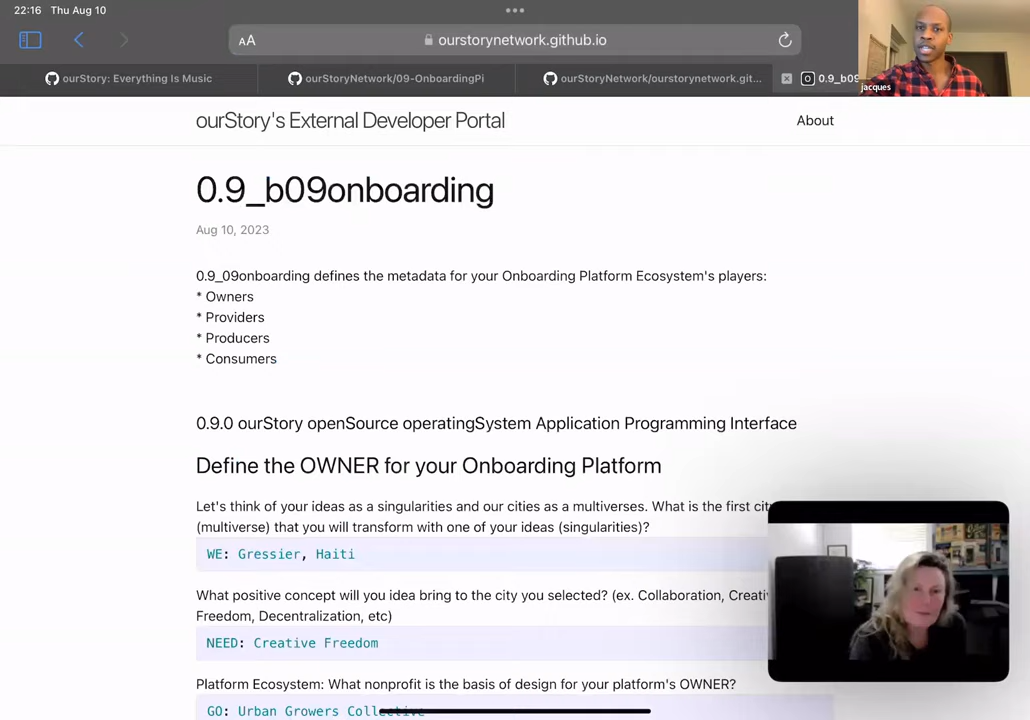 22:16 Thu Aug 10
AA ourstorynetwork.github.io
ourStory: Everything Is Music
ourStoryNetwork/09-OnboardingPi
ourStoryNetwork/ourstorynetwork.git...
0.9_b09
jacques
ourStory's External Developer Portal
About
0.9_b09onboarding
Aug 10, 2023
0.9_09onboarding defines the metadata for your Onboarding Platform Ecosystem's players:
* Owners
* Providers
* Producers
* Consumers
0.9.0 ourStory openSource operatingSystem Application Programming Interface
Define the OWNER for your Onboarding Platform
Let's think of your ideas as a singularities and our cities as a multiverses. What is the first cit
(multiverse) that you will transform with one of your ideas (singularities)?
WE: Gressier, Haiti
What positive concept will you idea bring to the city you selected? (ex. Collaboration, Creativ
Freedom, Decentralization, etc)
NEED: Creative Freedom
Platform Ecosystem: What nonprofit is the basis of design for your platform's OWNER?
GO: Urban Growers Collective